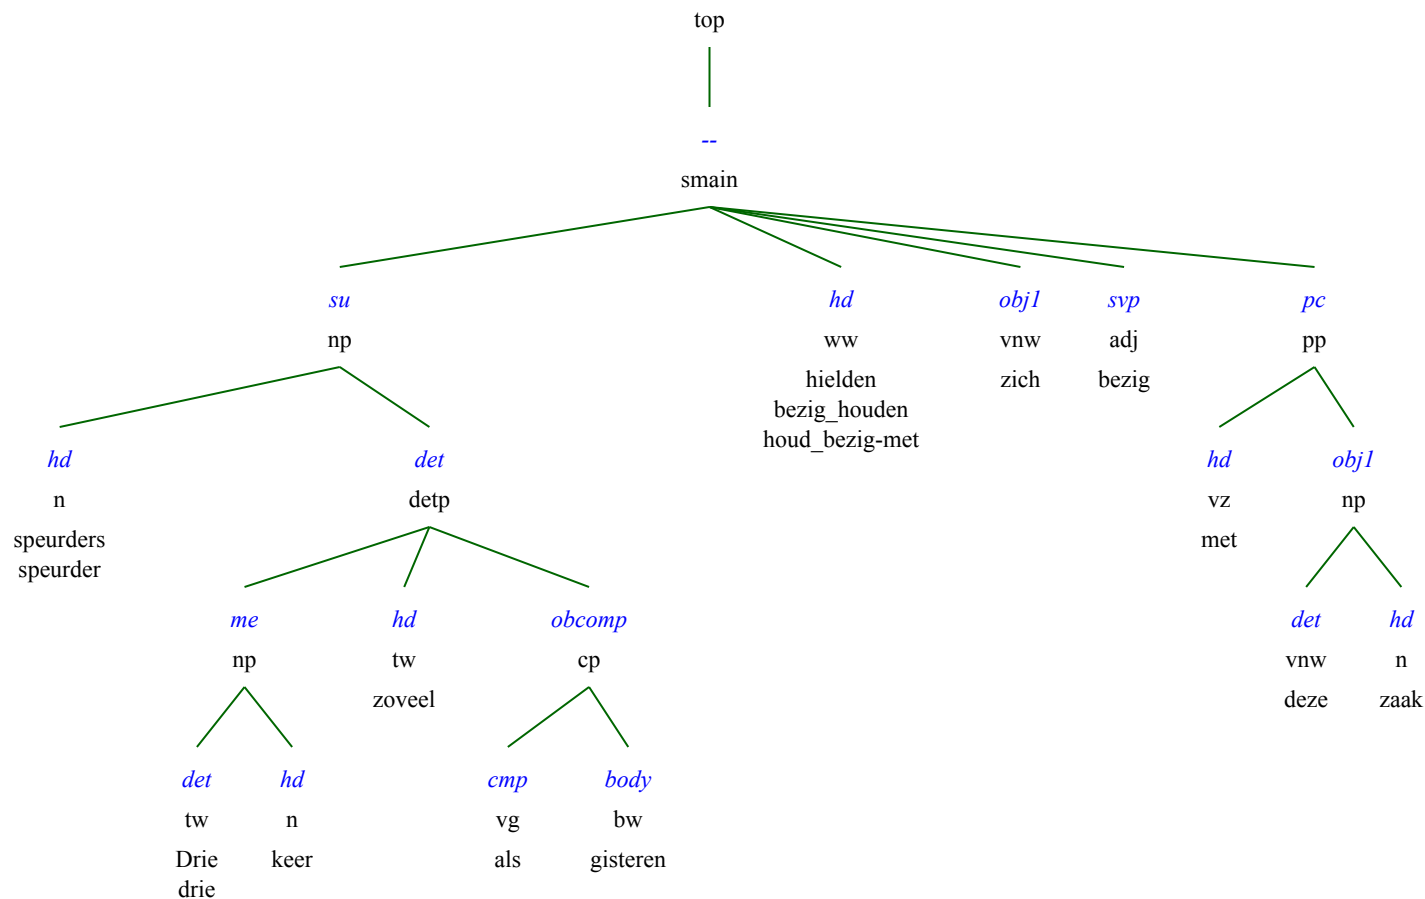 top
--
smain
su hd obj1 svp pc
np ww vnw adj pp
hielden zich bezig
bezig_houden
houd_bezig-met
hd det hd obj1
n detp vz np
speurders met
speurder
me hd obcomp det hd
np tw cp vnw n
zoveel deze zaak
det hd cmp body
tw n vg bw
Drie keer als gisteren
drie